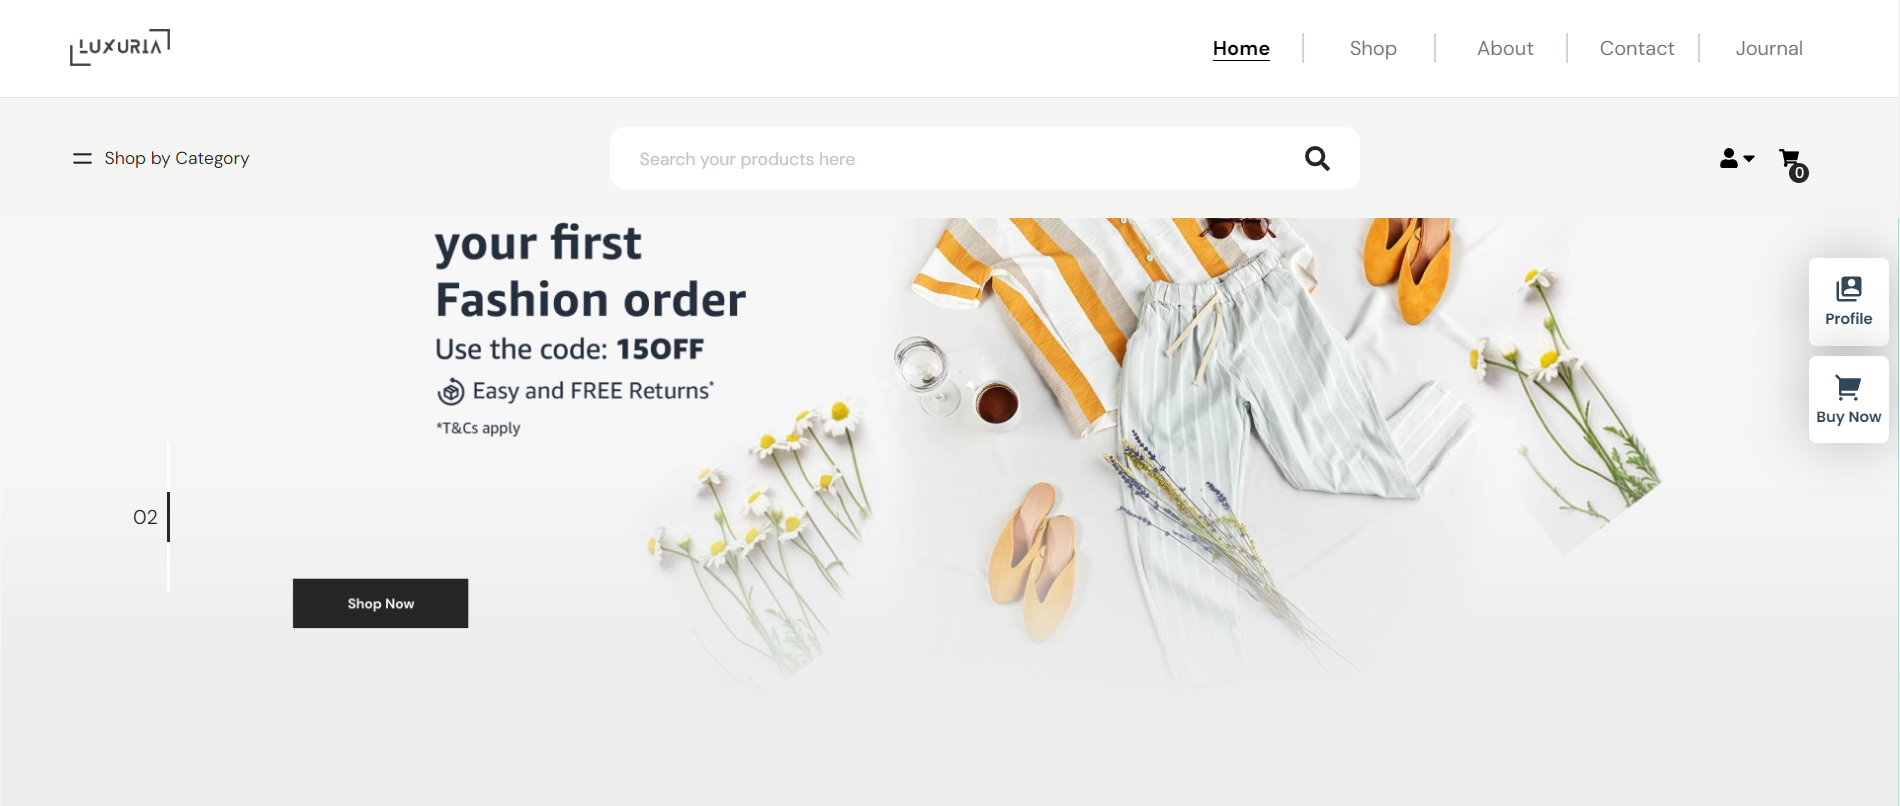 LUXURIA
Home
Shop
About
Contact
Journal
Shop by Category
Search your products here
0
your first
Fashion order
Use the code: 15OFF
Easy and FREE Returns*
*T&Cs apply
Profile
Buy Now
02
Shop Now